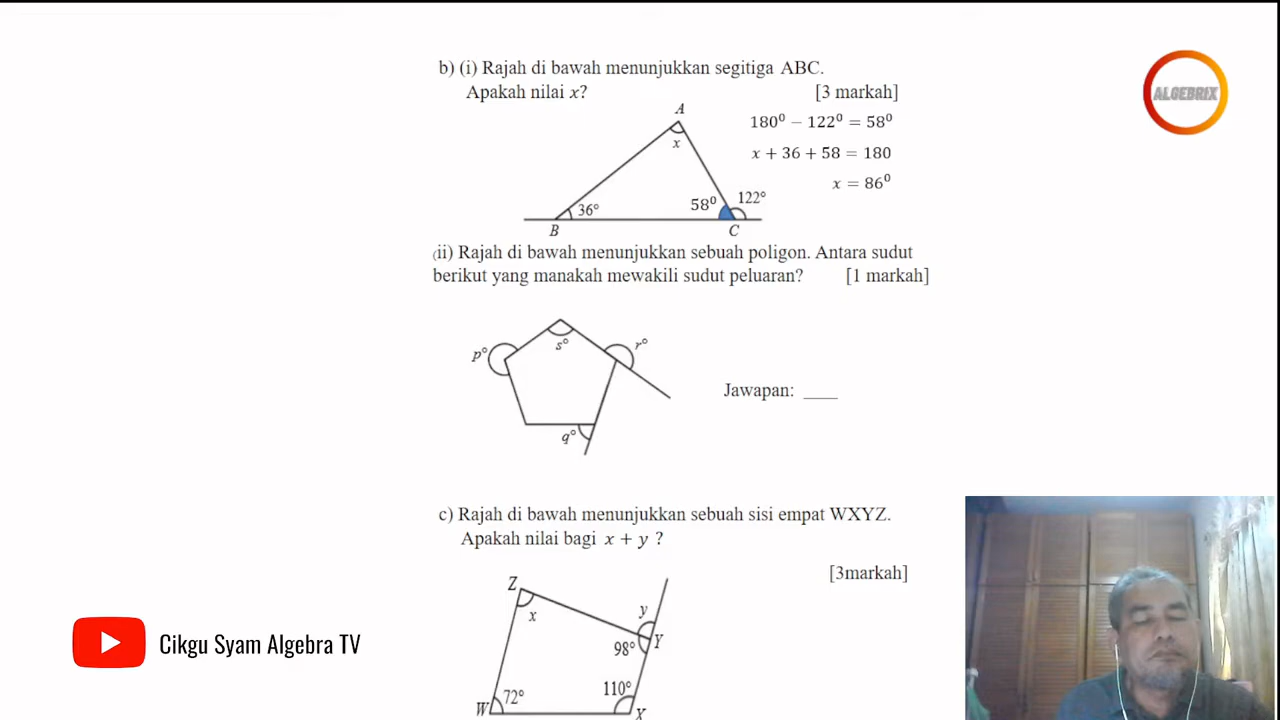 b) (i) Rajah di bawah menunjukkan segitiga ABC.
Apakah nilai x? [3 markah]
A
x
180⁰ − 122⁰ = 58⁰
x + 36 + 58 = 180
x = 86⁰
36° 58⁰ 122°
B C
(ii) Rajah di bawah menunjukkan sebuah poligon. Antara sudut
berikut yang manakah mewakili sudut peluaran? [1 markah]
s°
p° r°
q°
Jawapan: ____
c) Rajah di bawah menunjukkan sebuah sisi empat WXYZ.
Apakah nilai bagi x + y ?
[3markah]
Z
x
y
98° Y
72° 110°
W X
ALGEBRIX
Cikgu Syam Algebra TV